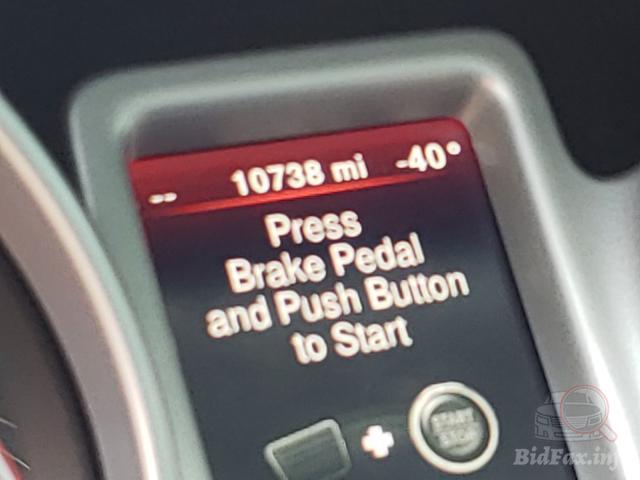 -- 10738 mi -40°
Press
Brake Pedal
and Push Button
to Start
START
STOP
BidFax.info